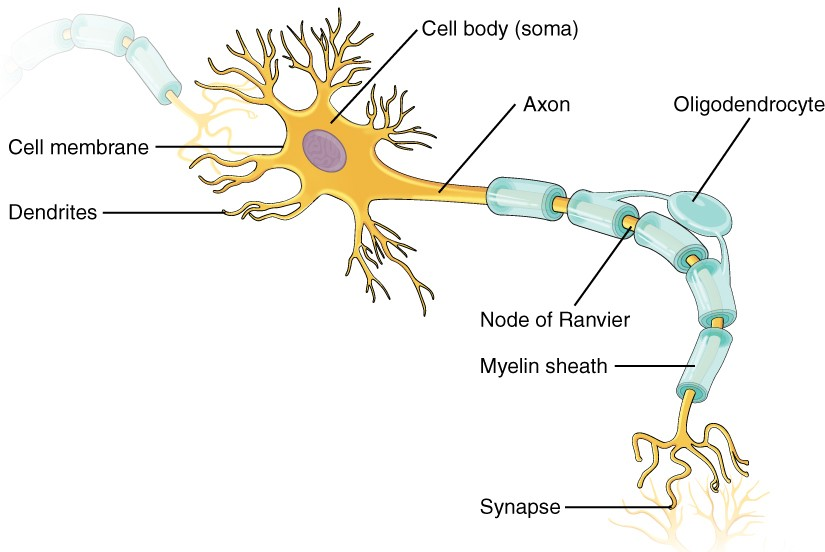 Cell body (soma)
Axon
Oligodendrocyte
Cell membrane
Dendrites
Node of Ranvier
Myelin sheath
Synapse